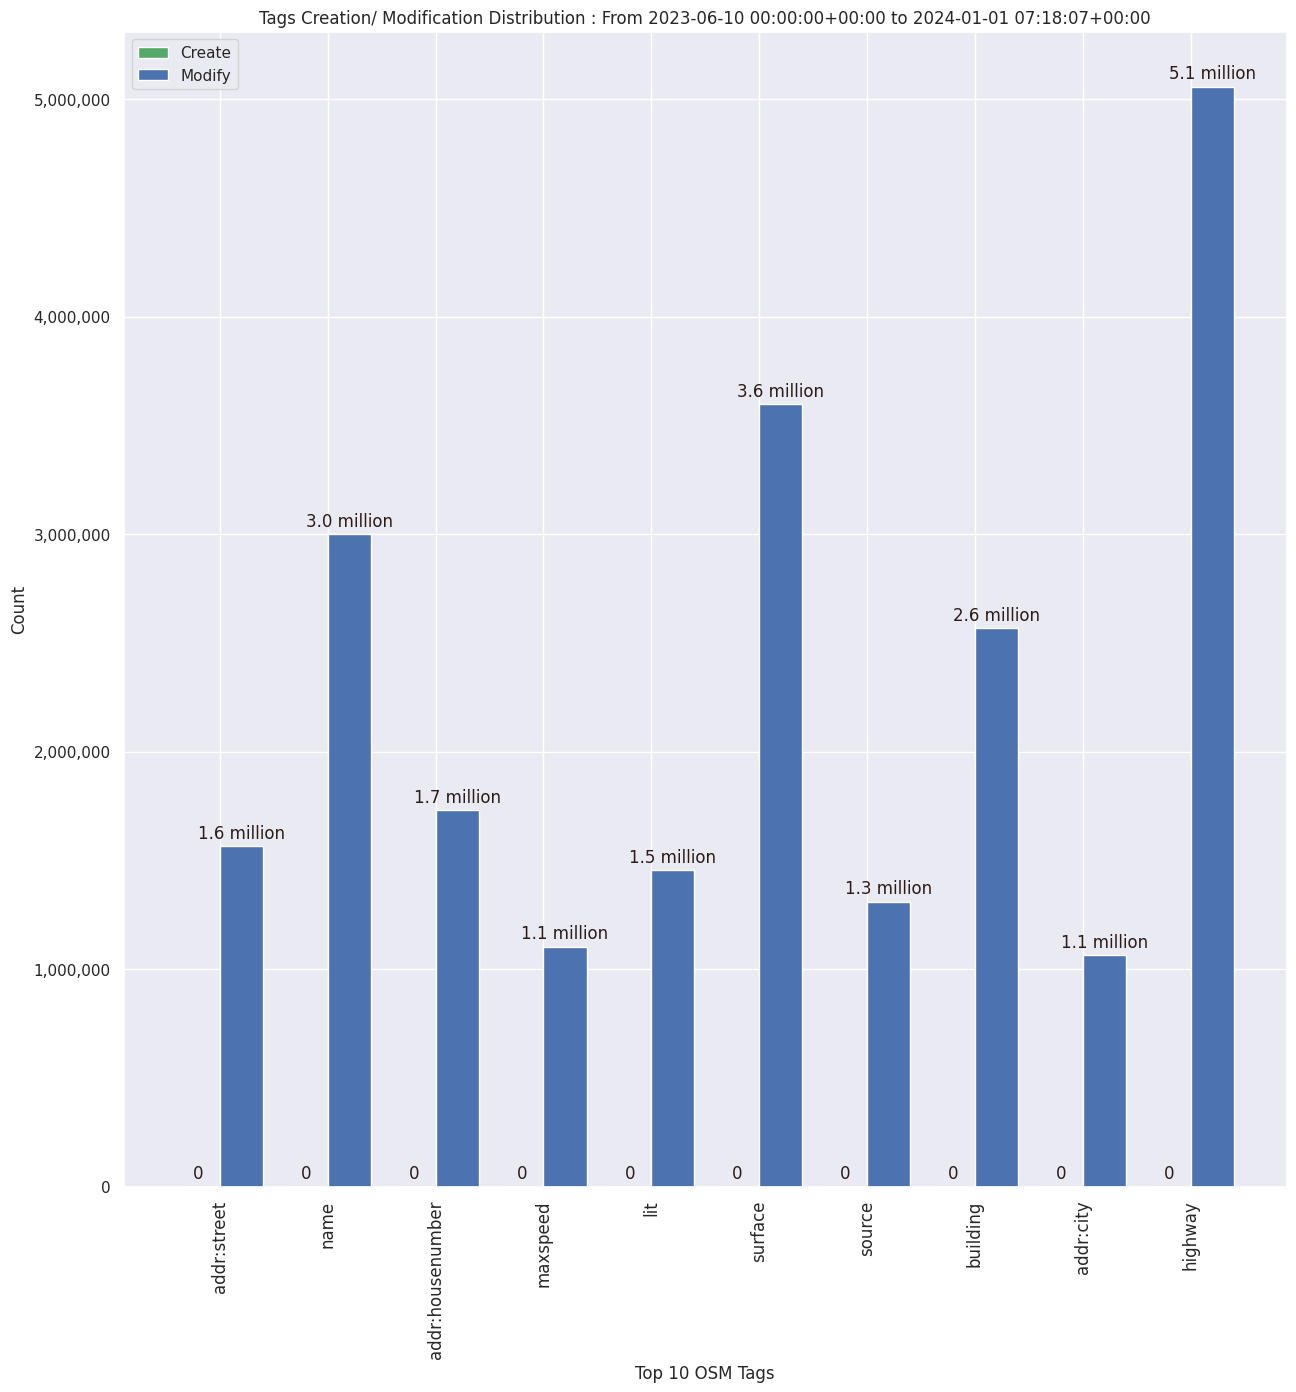 Tags Creation/ Modification Distribution : From 2023-06-10 00:00:00+00:00 to 2024-01-01 07:18:07+00:00
Create
Modify
5.1 million
5,000,000
4,000,000
3.6 million
3.0 million
3,000,000
2.6 million
Count
2,000,000
1.7 million
1.6 million
1.5 million
1.3 million
1.1 million
1.1 million
1,000,000
0 0 0 0 0 0 0 0 0 0
0
addr:street
name
addr:housenumber
maxspeed
lit
surface
source
building
addr:city
highway
Top 10 OSM Tags